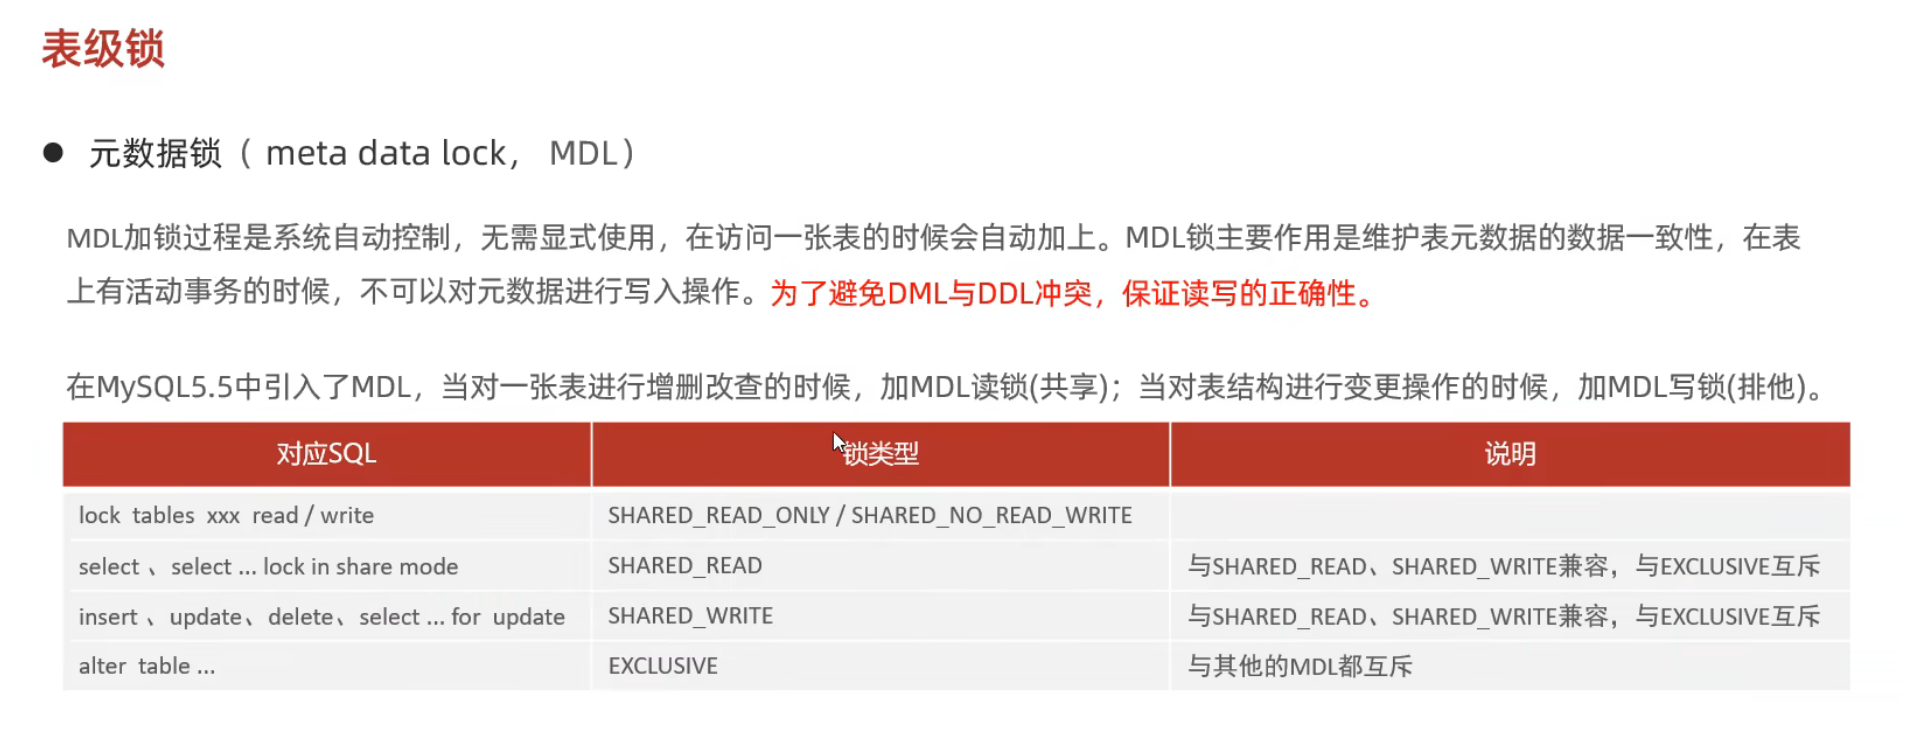 表级锁
● 元数据锁（ meta data lock， MDL）
MDL加锁过程是系统自动控制，无需显式使用，在访问一张表的时候会自动加上。MDL锁主要作用是维护表元数据的数据一致性，在表
上有活动事务的时候，不可以对元数据进行写入操作。为了避免DML与DDL冲突，保证读写的正确性。
在MySQL5.5中引入了MDL，当对一张表进行增删改查的时候，加MDL读锁(共享)；当对表结构进行变更操作的时候，加MDL写锁(排他)。
对应SQL 锁类型 说明
lock tables xxx read / write SHARED_READ_ONLY / SHARED_NO_READ_WRITE
select 、select ... lock in share mode SHARED_READ 与SHARED_READ、SHARED_WRITE兼容，与EXCLUSIVE互斥
insert 、update、delete、select ... for update SHARED_WRITE 与SHARED_READ、SHARED_WRITE兼容，与EXCLUSIVE互斥
alter table ... EXCLUSIVE 与其他的MDL都互斥